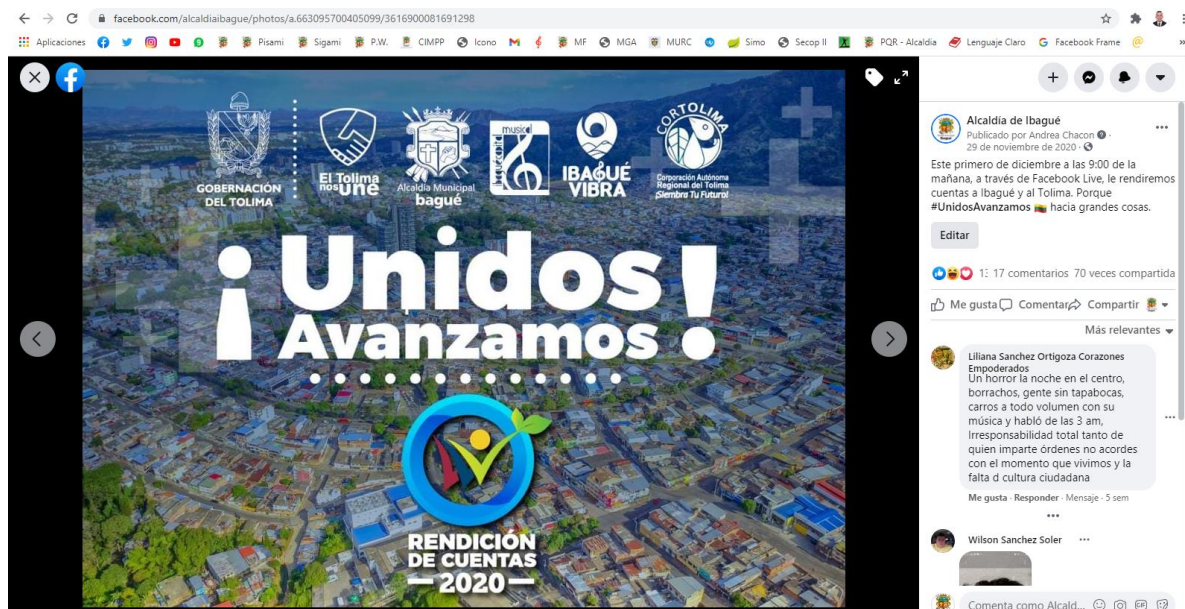 facebook.com/alcaldiaibague/photos/a.663095700405099/3616900081691298
Aplicaciones Pisami Sigami P.W. CIMPP Icono MF MGA MURC Simo Secop II PQR - Alcaldia Lenguaje Claro Facebook Frame
GOBERNACIÓN
DEL TOLIMA
El Tolima
nos une
Alcaldía Municipal
Ibagué
musical
IBAGUÉ
VIBRA
CORTOLIMA
Corporación Autónoma
Regional del Tolima
¡Siembra Tu Futuro!
¡Unidos
Avanzamos!
RENDICIÓN
DE CUENTAS
2020
Alcaldía de Ibagué
Publicado por Andrea Chacon
29 de noviembre de 2020
Este primero de diciembre a las 9:00 de la
mañana, a través de Facebook Live, le rendiremos
cuentas a Ibagué y al Tolima. Porque
#UnidosAvanzamos hacia grandes cosas.
Editar
17 comentarios 70 veces compartida
Me gusta Comentar Compartir
Más relevantes
Liliana Sanchez Ortigoza Corazones
Empoderados
Un horror la noche en el centro,
borrachos, gente sin tapabocas,
carros a todo volumen con su
música y habló de las 3 am,
Irresponsabilidad total tanto de
quien imparte órdenes no acordes
con el momento que vivimos y la
falta d cultura ciudadana
Me gusta · Responder · Mensaje · 5 sem
Wilson Sanchez Soler
Comenta como Alcald...